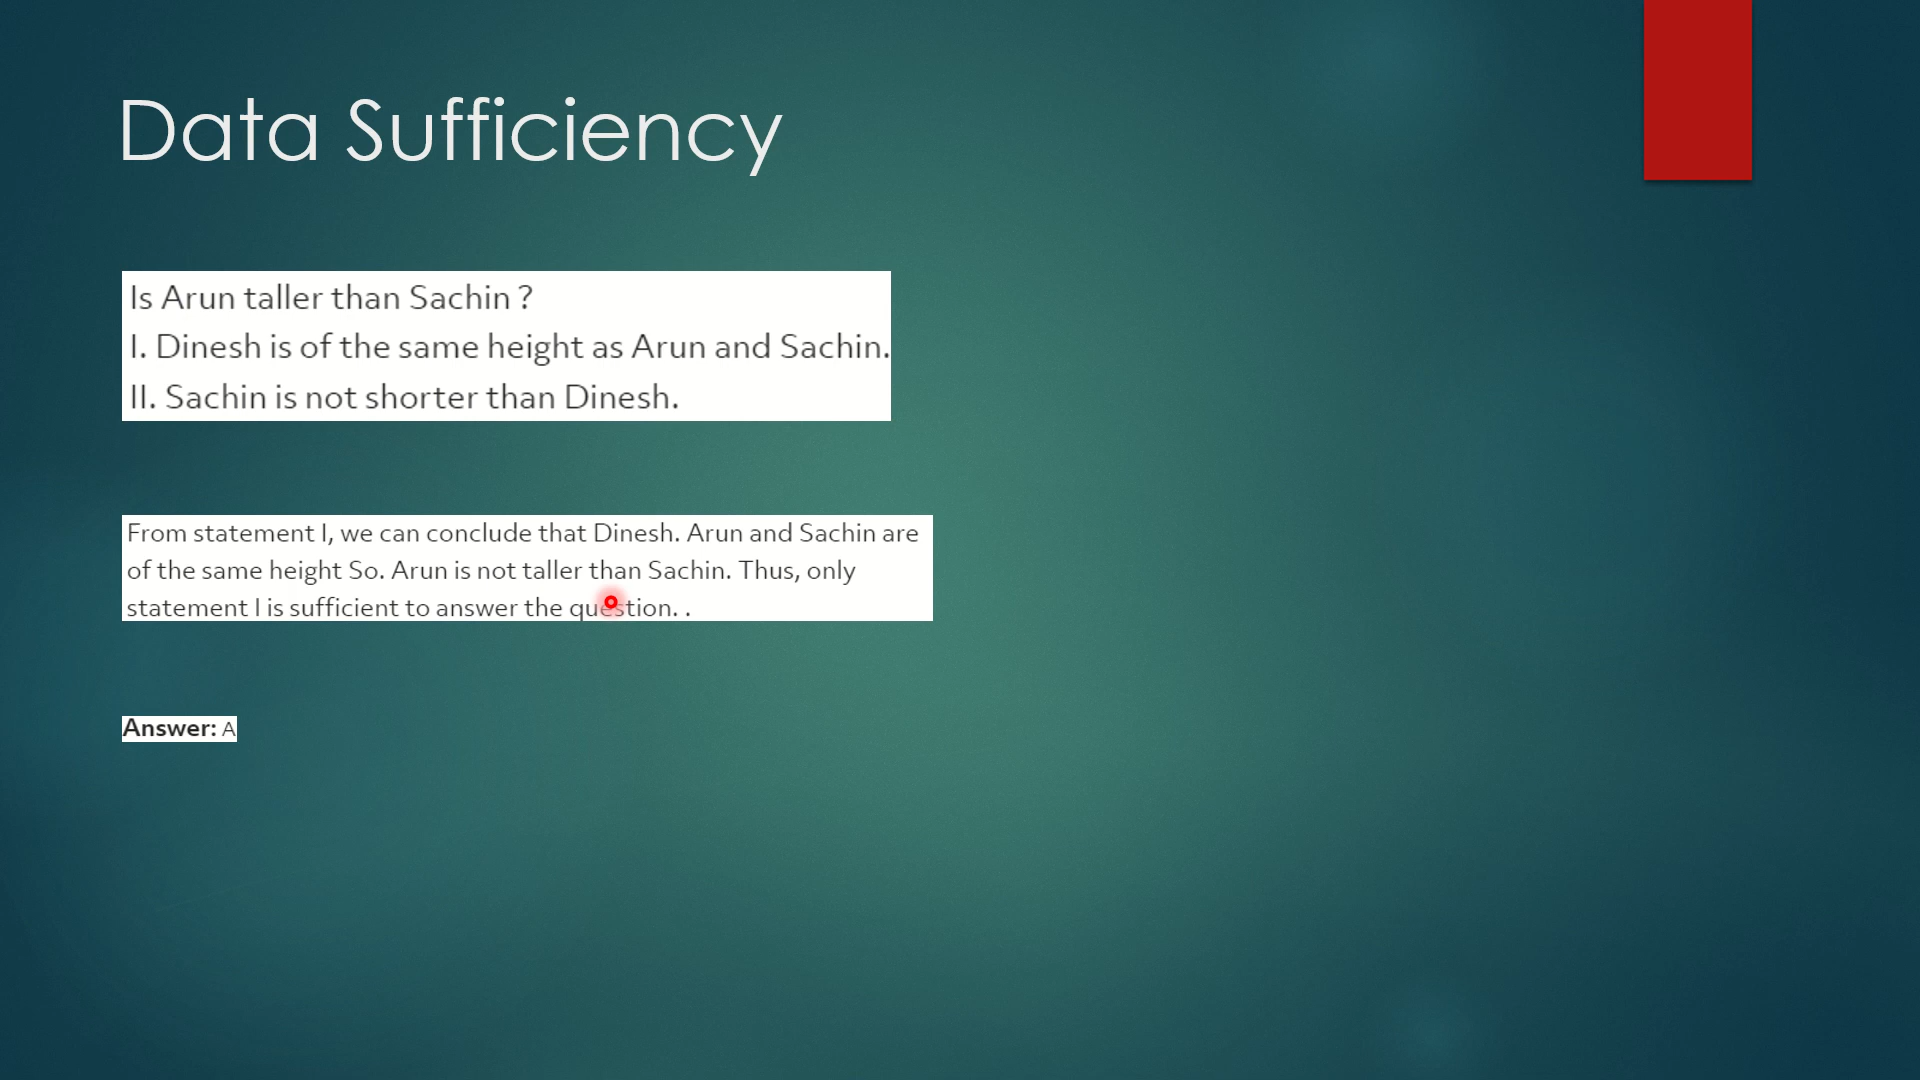 Data Sufficiency
Is Arun taller than Sachin ?
I. Dinesh is of the same height as Arun and Sachin.
II. Sachin is not shorter than Dinesh.
From statement I, we can conclude that Dinesh. Arun and Sachin are
of the same height So. Arun is not taller than Sachin. Thus, only
statement I is sufficient to answer the question. .
Answer: A